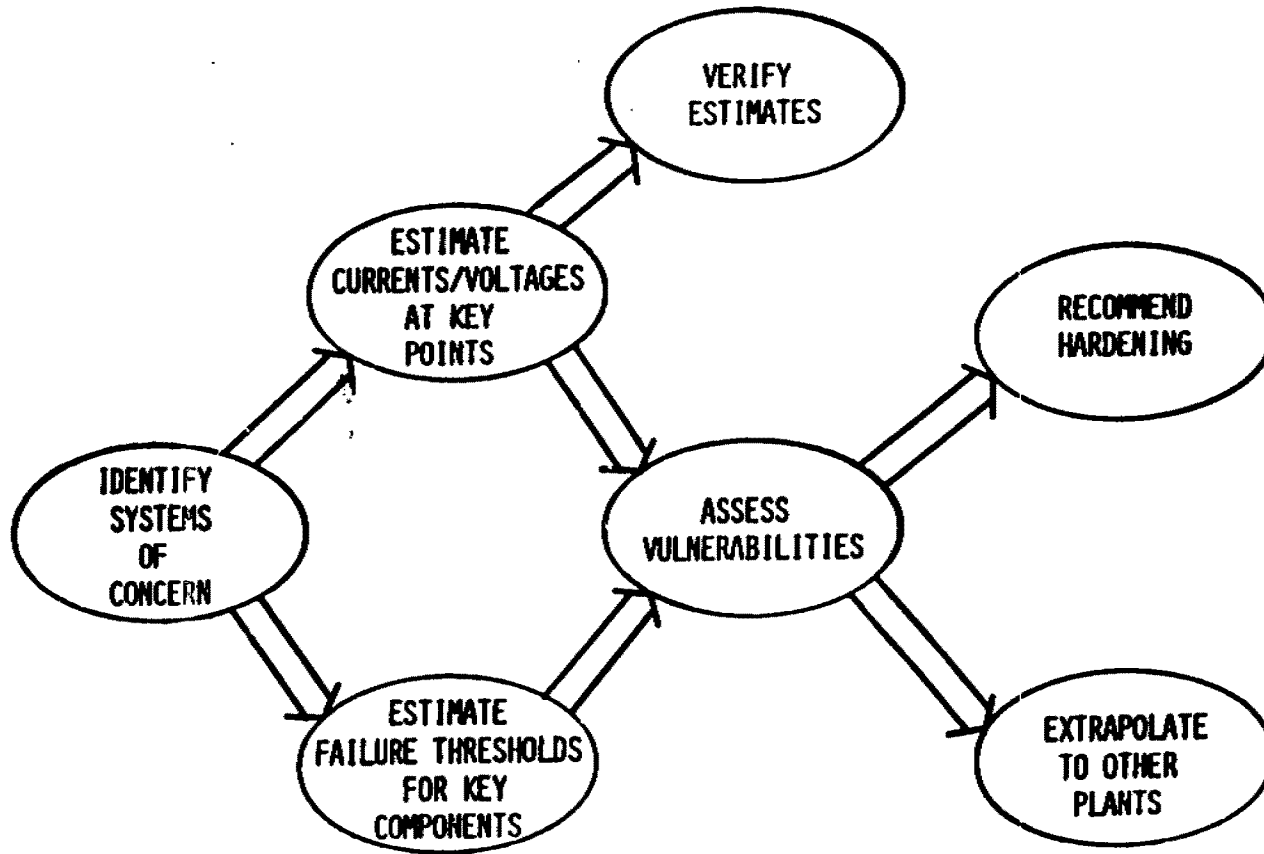 VERIFY
ESTIMATES
ESTIMATE
CURRENTS/VOLTAGES
AT KEY
POINTS
RECOMMEND
HARDENING
IDENTIFY
SYSTEMS
OF
CONCERN
ASSESS
VULNERABILITIES
ESTIMATE
FAILURE THRESHOLDS
FOR KEY
COMPONENTS
EXTRAPOLATE
TO OTHER
PLANTS